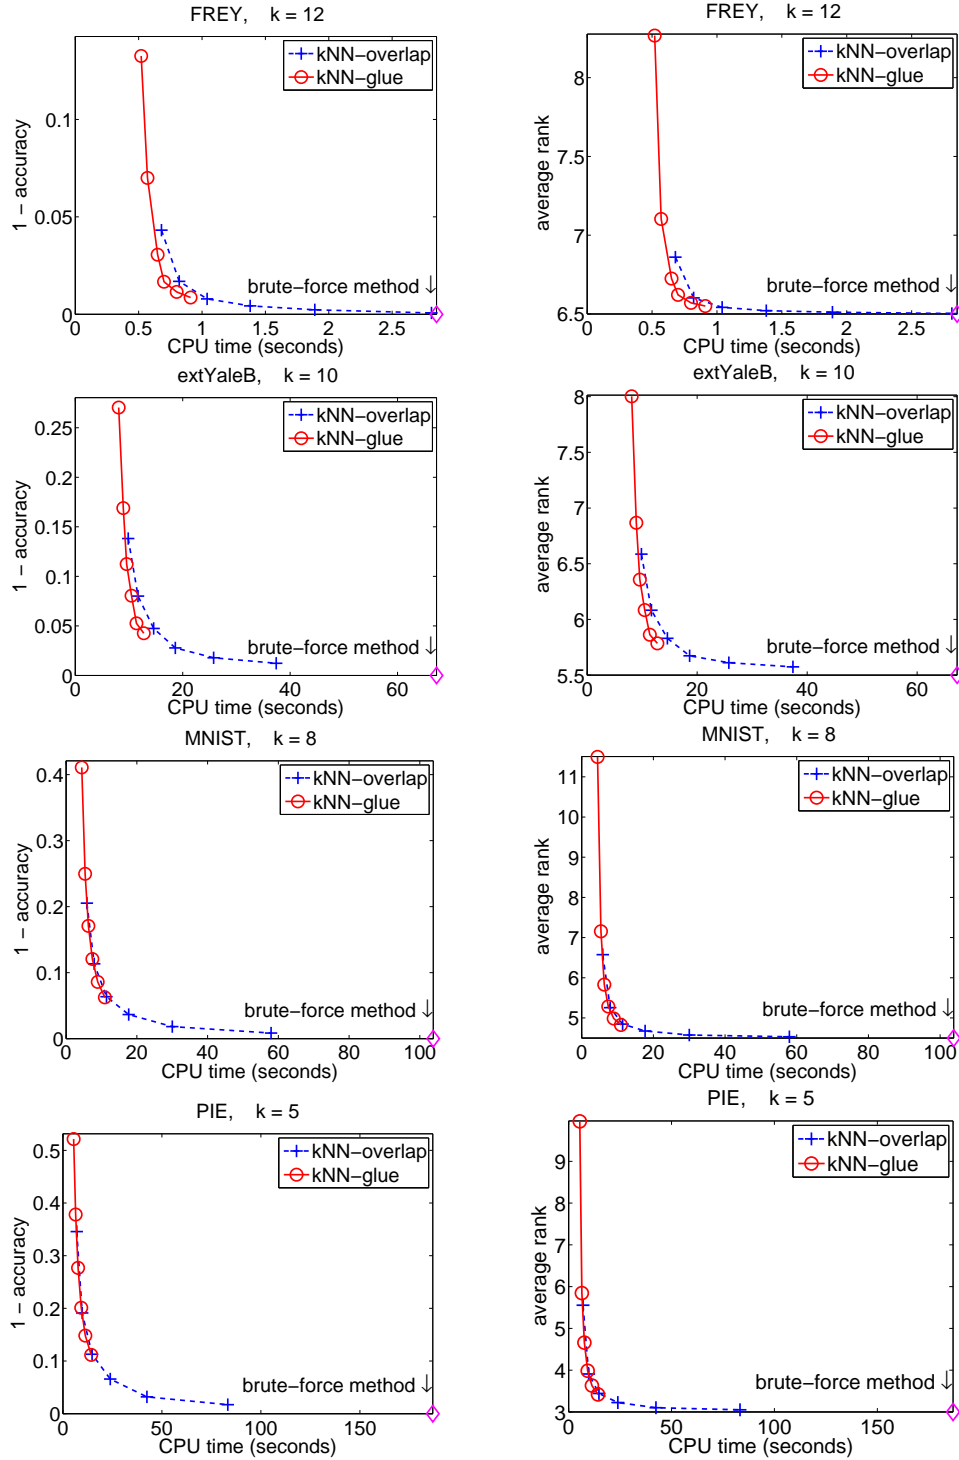 FREY, k = 12
1 − accuracy
0.1
0.05
0
kNN−overlap
kNN−glue
brute−force method ↓
0 0.5 1 1.5 2 2.5
CPU time (seconds)
FREY, k = 12
average rank
8
7.5
7
6.5
kNN−overlap
kNN−glue
brute−force method ↓
0 0.5 1 1.5 2 2.5
CPU time (seconds)
extYaleB, k = 10
1 − accuracy
0.25
0.2
0.15
0.1
0.05
0
kNN−overlap
kNN−glue
brute−force method ↓
0 20 40 60
CPU time (seconds)
extYaleB, k = 10
average rank
8
7.5
7
6.5
6
5.5
kNN−overlap
kNN−glue
brute−force method ↓
0 20 40 60
CPU time (seconds)
MNIST, k = 8
1 − accuracy
0.4
0.3
0.2
0.1
0
kNN−overlap
kNN−glue
brute−force method ↓
0 20 40 60 80 100
CPU time (seconds)
MNIST, k = 8
average rank
11
10
9
8
7
6
5
kNN−overlap
kNN−glue
brute−force method ↓
0 20 40 60 80 100
CPU time (seconds)
PIE, k = 5
1 − accuracy
0.5
0.4
0.3
0.2
0.1
0
kNN−overlap
kNN−glue
brute−force method ↓
0 50 100 150
CPU time (seconds)
PIE, k = 5
average rank
9
8
7
6
5
4
3
kNN−overlap
kNN−glue
brute−force method ↓
0 50 100 150
CPU time (seconds)